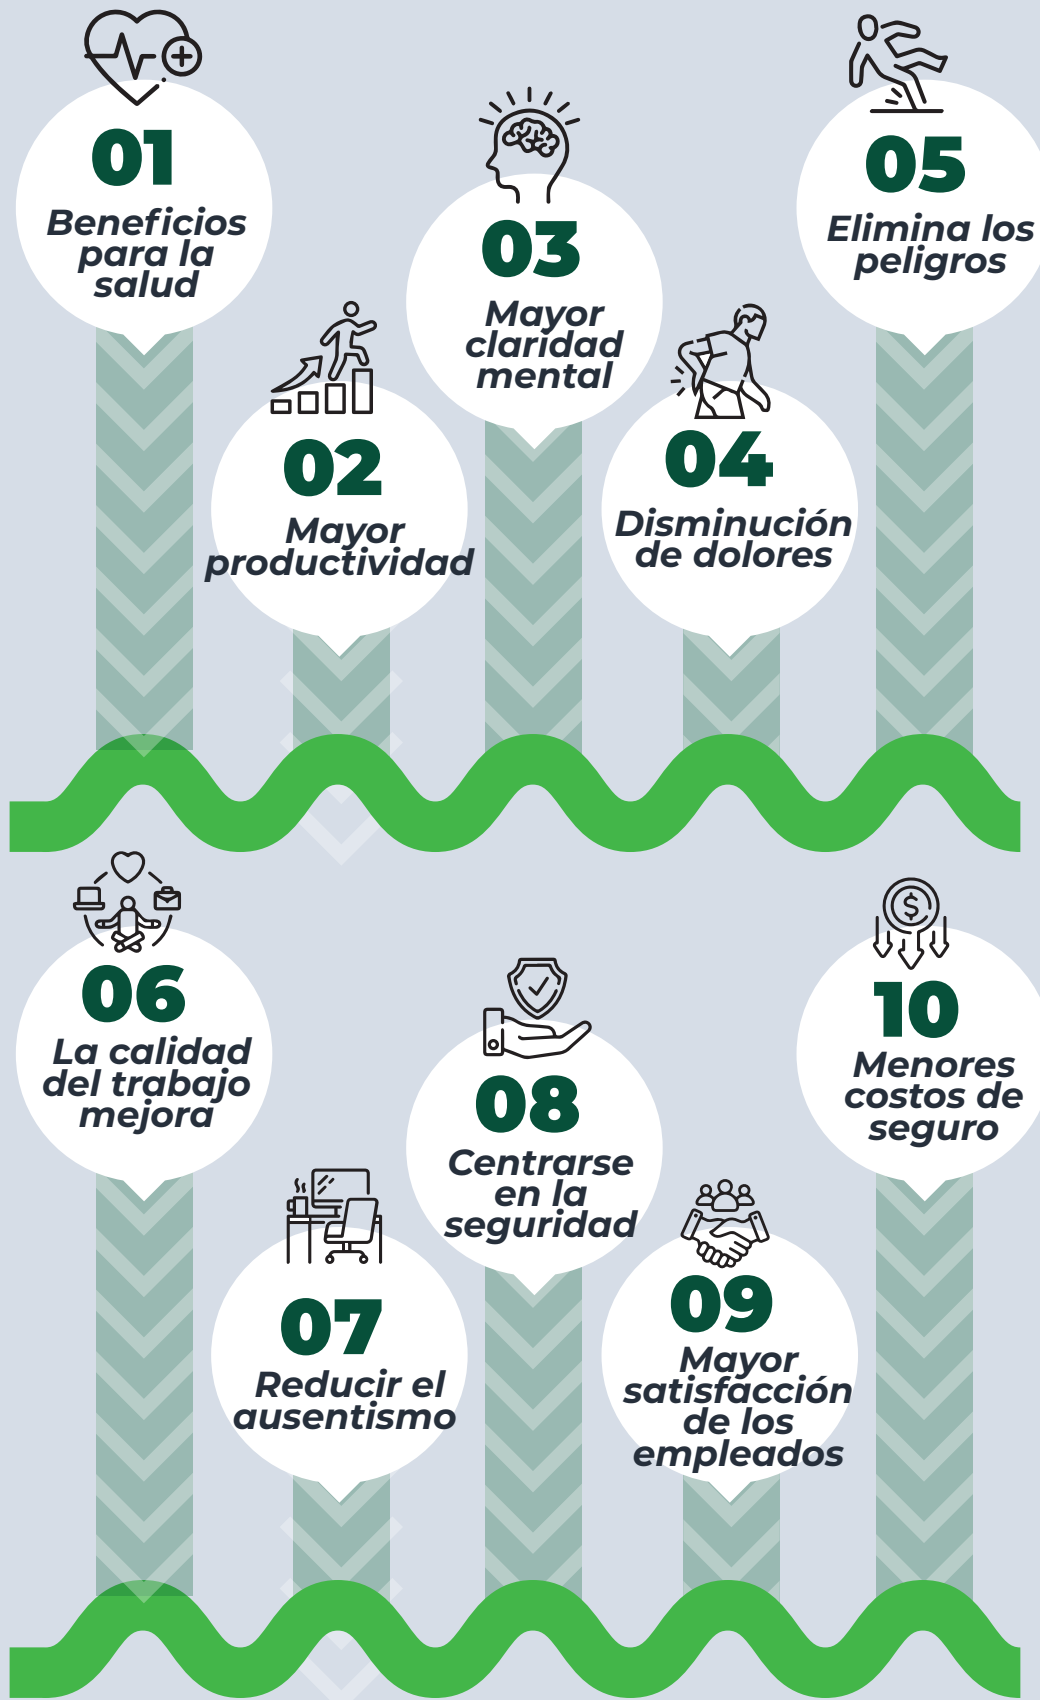 01
Beneficios
para la
salud
02
Mayor
productividad
03
Mayor
claridad
mental
04
Disminución
de dolores
05
Elimina los
peligros
06
La calidad
del trabajo
mejora
07
Reducir el
ausentismo
08
Centrarse
en la
seguridad
09
Mayor
satisfacción
de los
empleados
10
Menores
costos de
seguro